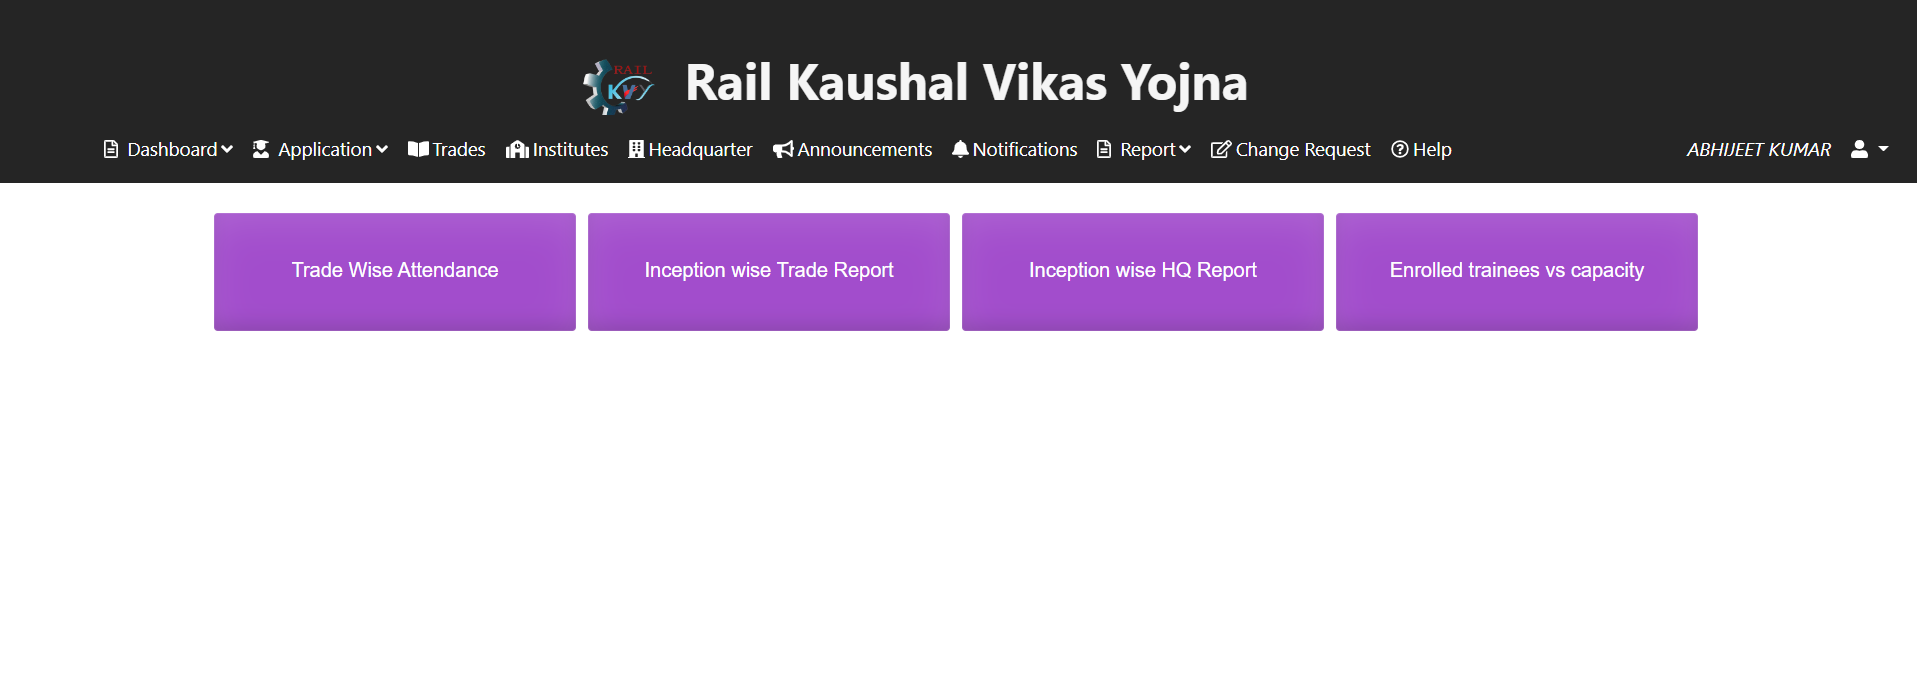 RAIL
KVY
Rail Kaushal Vikas Yojna
Dashboard Application Trades Institutes Headquarter Announcements Notifications Report Change Request Help ABHIJEET KUMAR
Trade Wise Attendance Inception wise Trade Report Inception wise HQ Report Enrolled trainees vs capacity